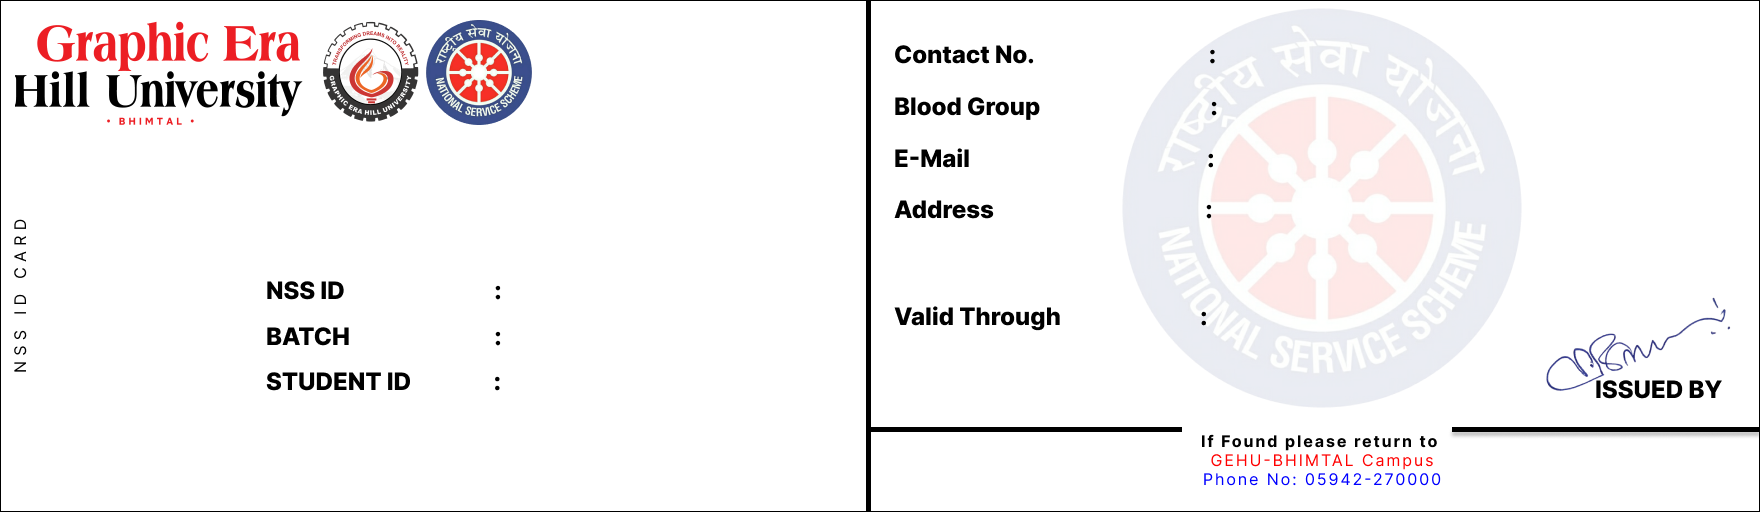 Graphic Era
Hill University
• BHIMTAL •
TRANSFORMING DREAMS INTO REALITY
GRAPHIC ERA HILL UNIVERSITY
राष्ट्रीय सेवा योजना
NATIONAL SERVICE SCHEME
NSS ID CARD
NSS ID :
BATCH :
STUDENT ID :
Contact No. :
Blood Group :
E-Mail :
Address :
Valid Through :
राष्ट्रीय सेवा योजना
NATIONAL SERVICE SCHEME
ISSUED BY
If Found please return to
GEHU-BHIMTAL Campus
Phone No: 05942-270000